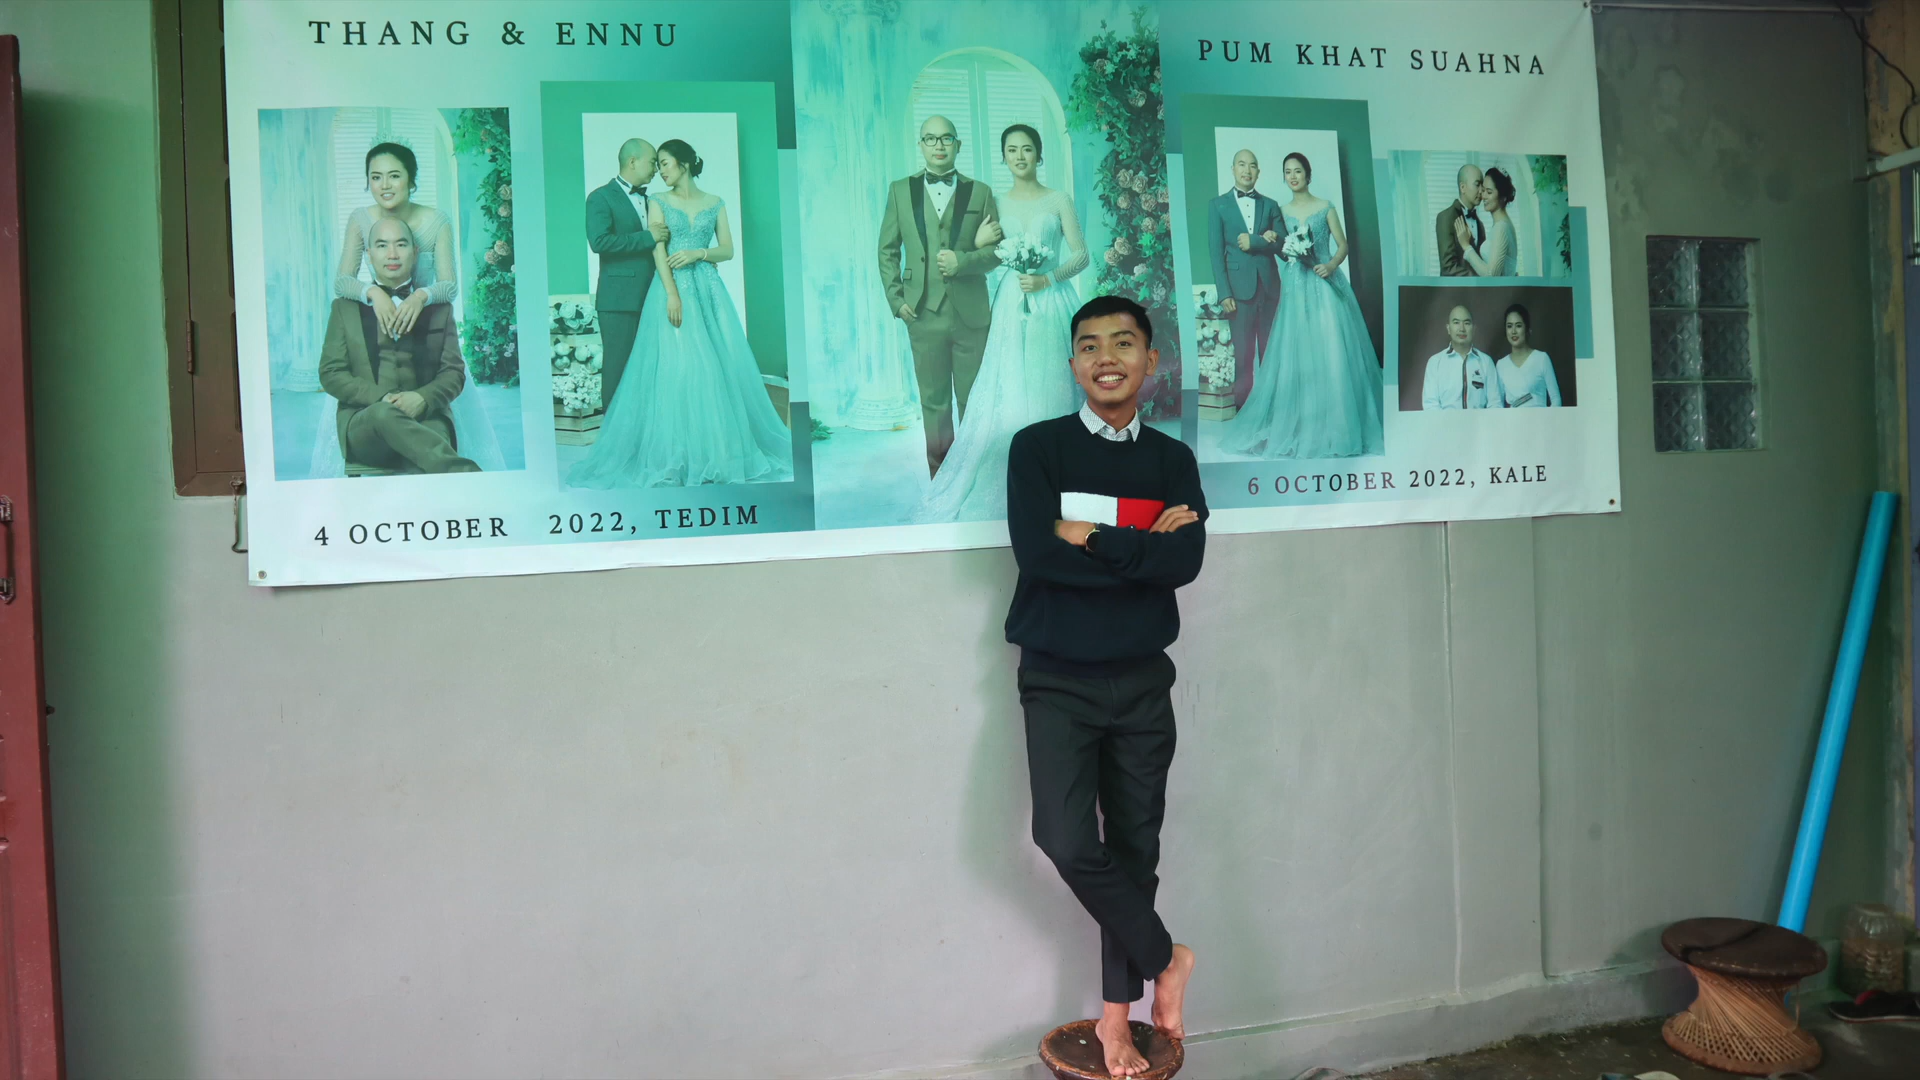 THANG & ENNU
PUM KHAT SUAHNA
4 OCTOBER 2022, TEDIM
6 OCTOBER 2022, KALE